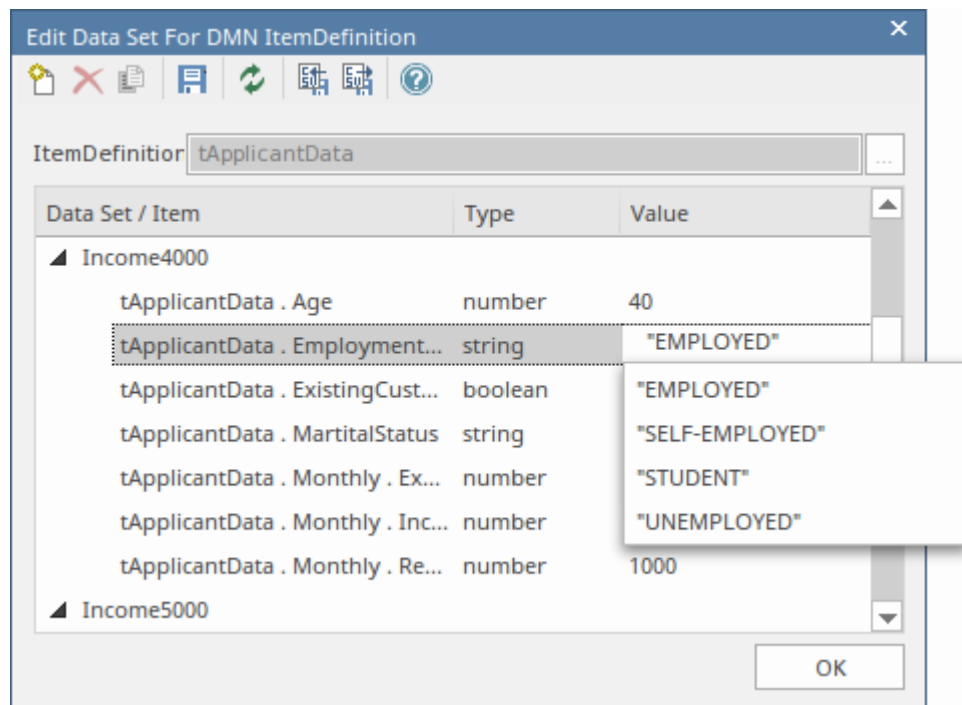 Edit Data Set For DMN ItemDefinition
ItemDefinition tApplicantData ...
Data Set / Item Type Value
Income4000
tApplicantData . Age number 40
tApplicantData . Employment... string "EMPLOYED"
tApplicantData . ExistingCust... boolean "EMPLOYED"
tApplicantData . MartitalStatus string "SELF-EMPLOYED"
tApplicantData . Monthly . Ex... number "STUDENT"
tApplicantData . Monthly . Inc... number "UNEMPLOYED"
tApplicantData . Monthly . Re... number 1000
Income5000
OK